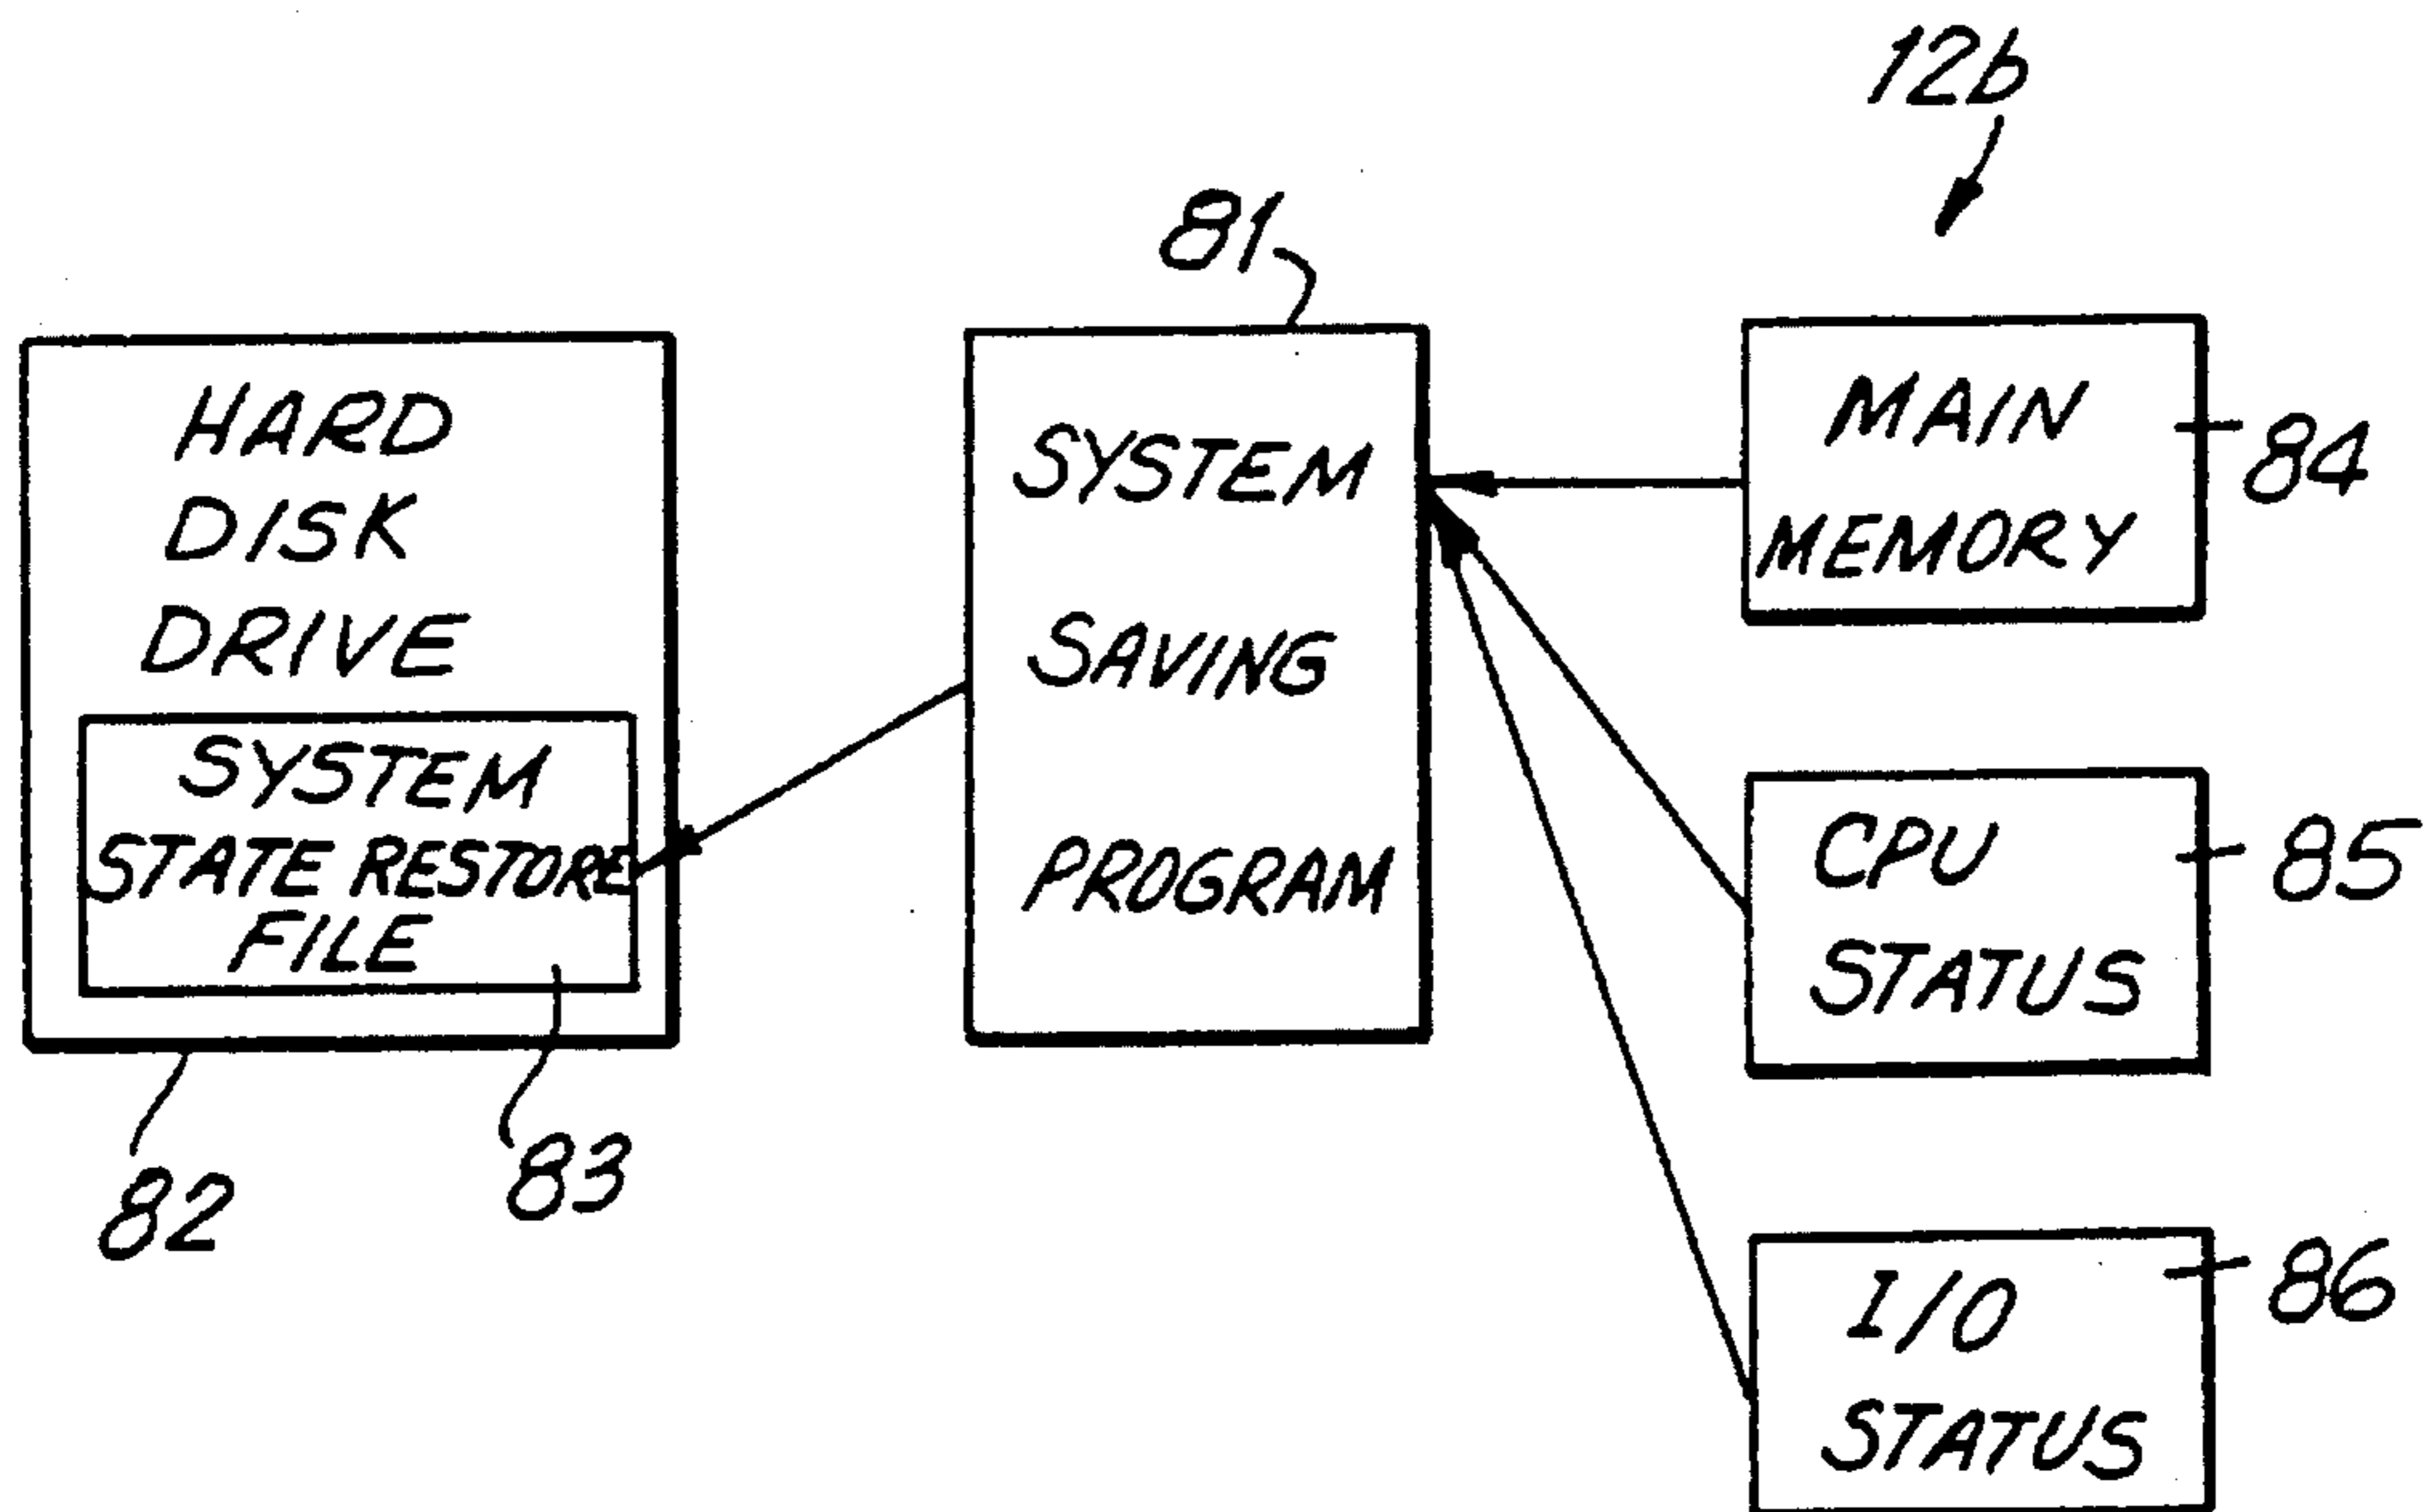 12b
81
HARD
DISK
DRIVE
SYSTEM
STATE RESTORE
FILE
82
83
SYSTEM
SAVING
PROGRAM
MAIN
MEMORY
84
CPU
STATUS
85
I/O
STATUS
86